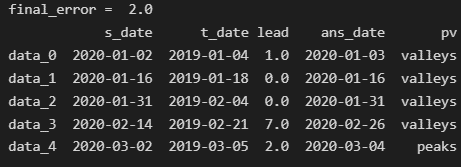 final_error =  2.0
            s_date      t_date lead    ans_date       pv
data_0  2020-01-02  2019-01-04  1.0  2020-01-03  valleys
data_1  2020-01-16  2019-01-18  0.0  2020-01-16  valleys
data_2  2020-01-31  2019-02-04  0.0  2020-01-31  valleys
data_3  2020-02-14  2019-02-21  7.0  2020-02-26  valleys
data_4  2020-03-02  2019-03-05  2.0  2020-03-04    peaks